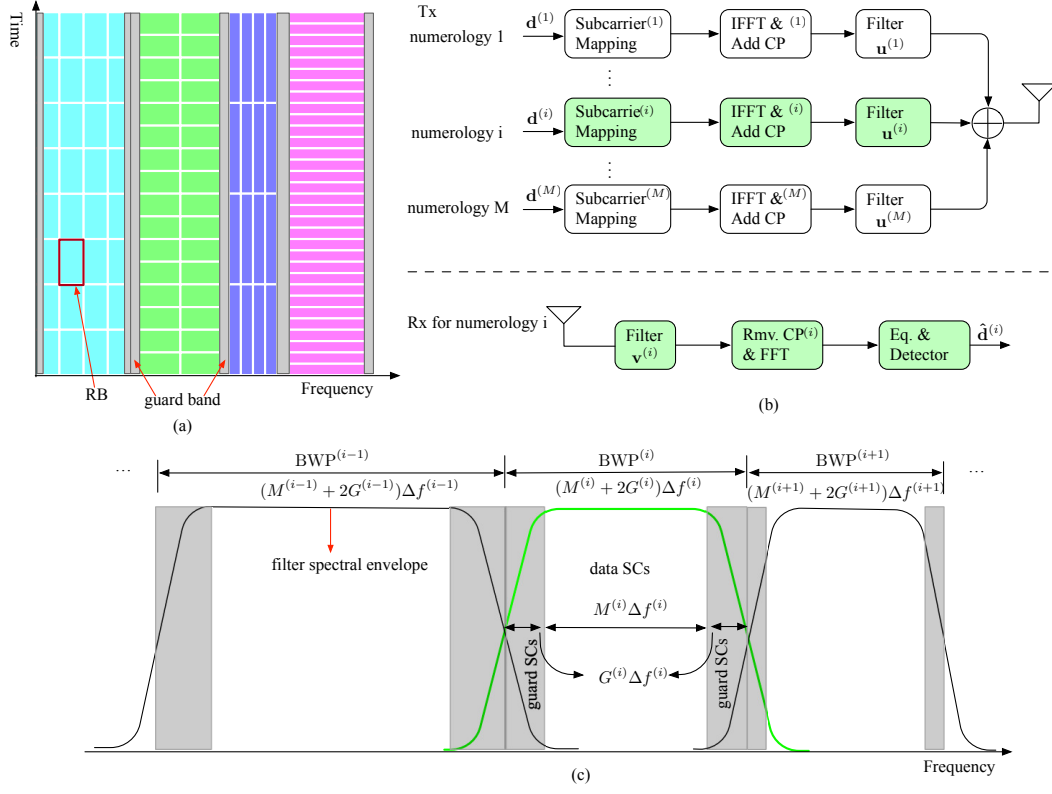 Time
RB
guard band
Frequency
(a)
Tx
numerology 1
d^(1)
Subcarrier^(1)
Mapping
IFFT & ^(1)
Add CP
Filter
u^(1)
⋮
numerology i
d^(i)
Subcarrie^(i)
Mapping
IFFT & ^(i)
Add CP
Filter
u^(i)
⋮
numerology M
d^(M)
Subcarrier^(M)
Mapping
IFFT &^(M)
Add CP
Filter
u^(M)
Rx for numerology i
Filter
v^(i)
Rmv. CP^(i)
& FFT
Eq. &
Detector
d̂^(i)
(b)
...
BWP^(i−1)
(M^(i−1) + 2G^(i−1))Δf^(i−1)
BWP^(i)
(M^(i) + 2G^(i))Δf^(i)
BWP^(i+1)
(M^(i+1) + 2G^(i+1))Δf^(i+1)
...
filter spectral envelope
data SCs
M^(i)Δf^(i)
guard SCs
G^(i)Δf^(i)
guard SCs
Frequency
(c)